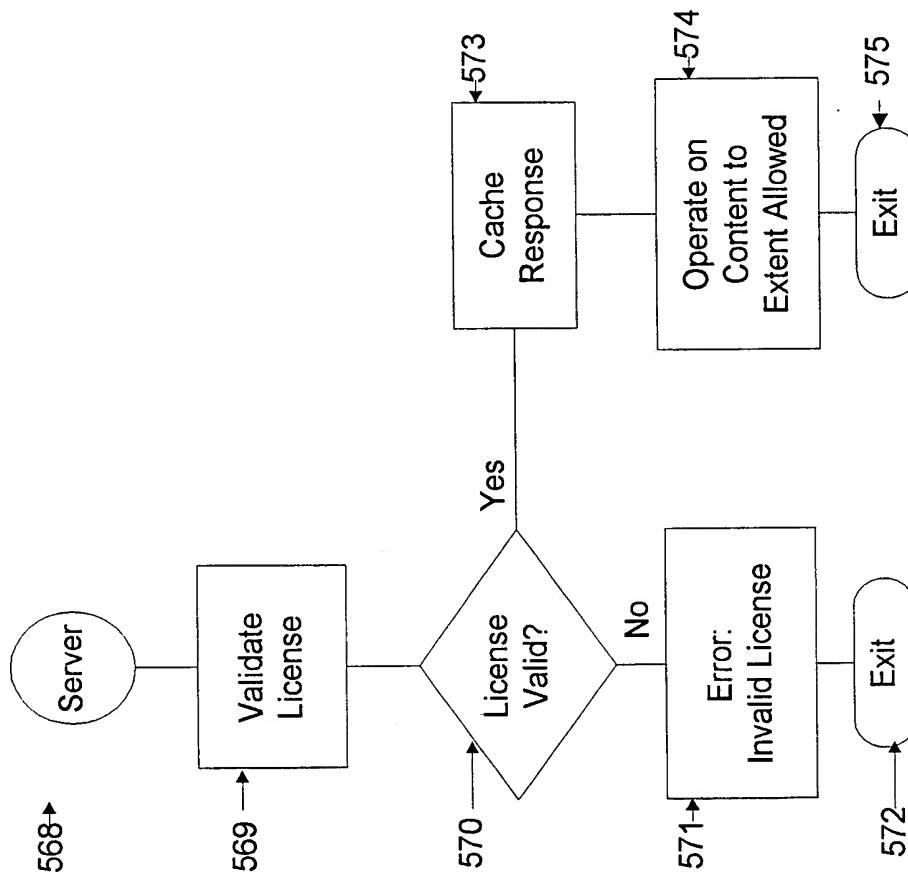 568
Server
569
Validate
License
570
License
Valid?
Yes
No
571
Error:
Invalid License
572
Exit
573
Cache
Response
574
Operate on
Content to
Extent Allowed
575
Exit